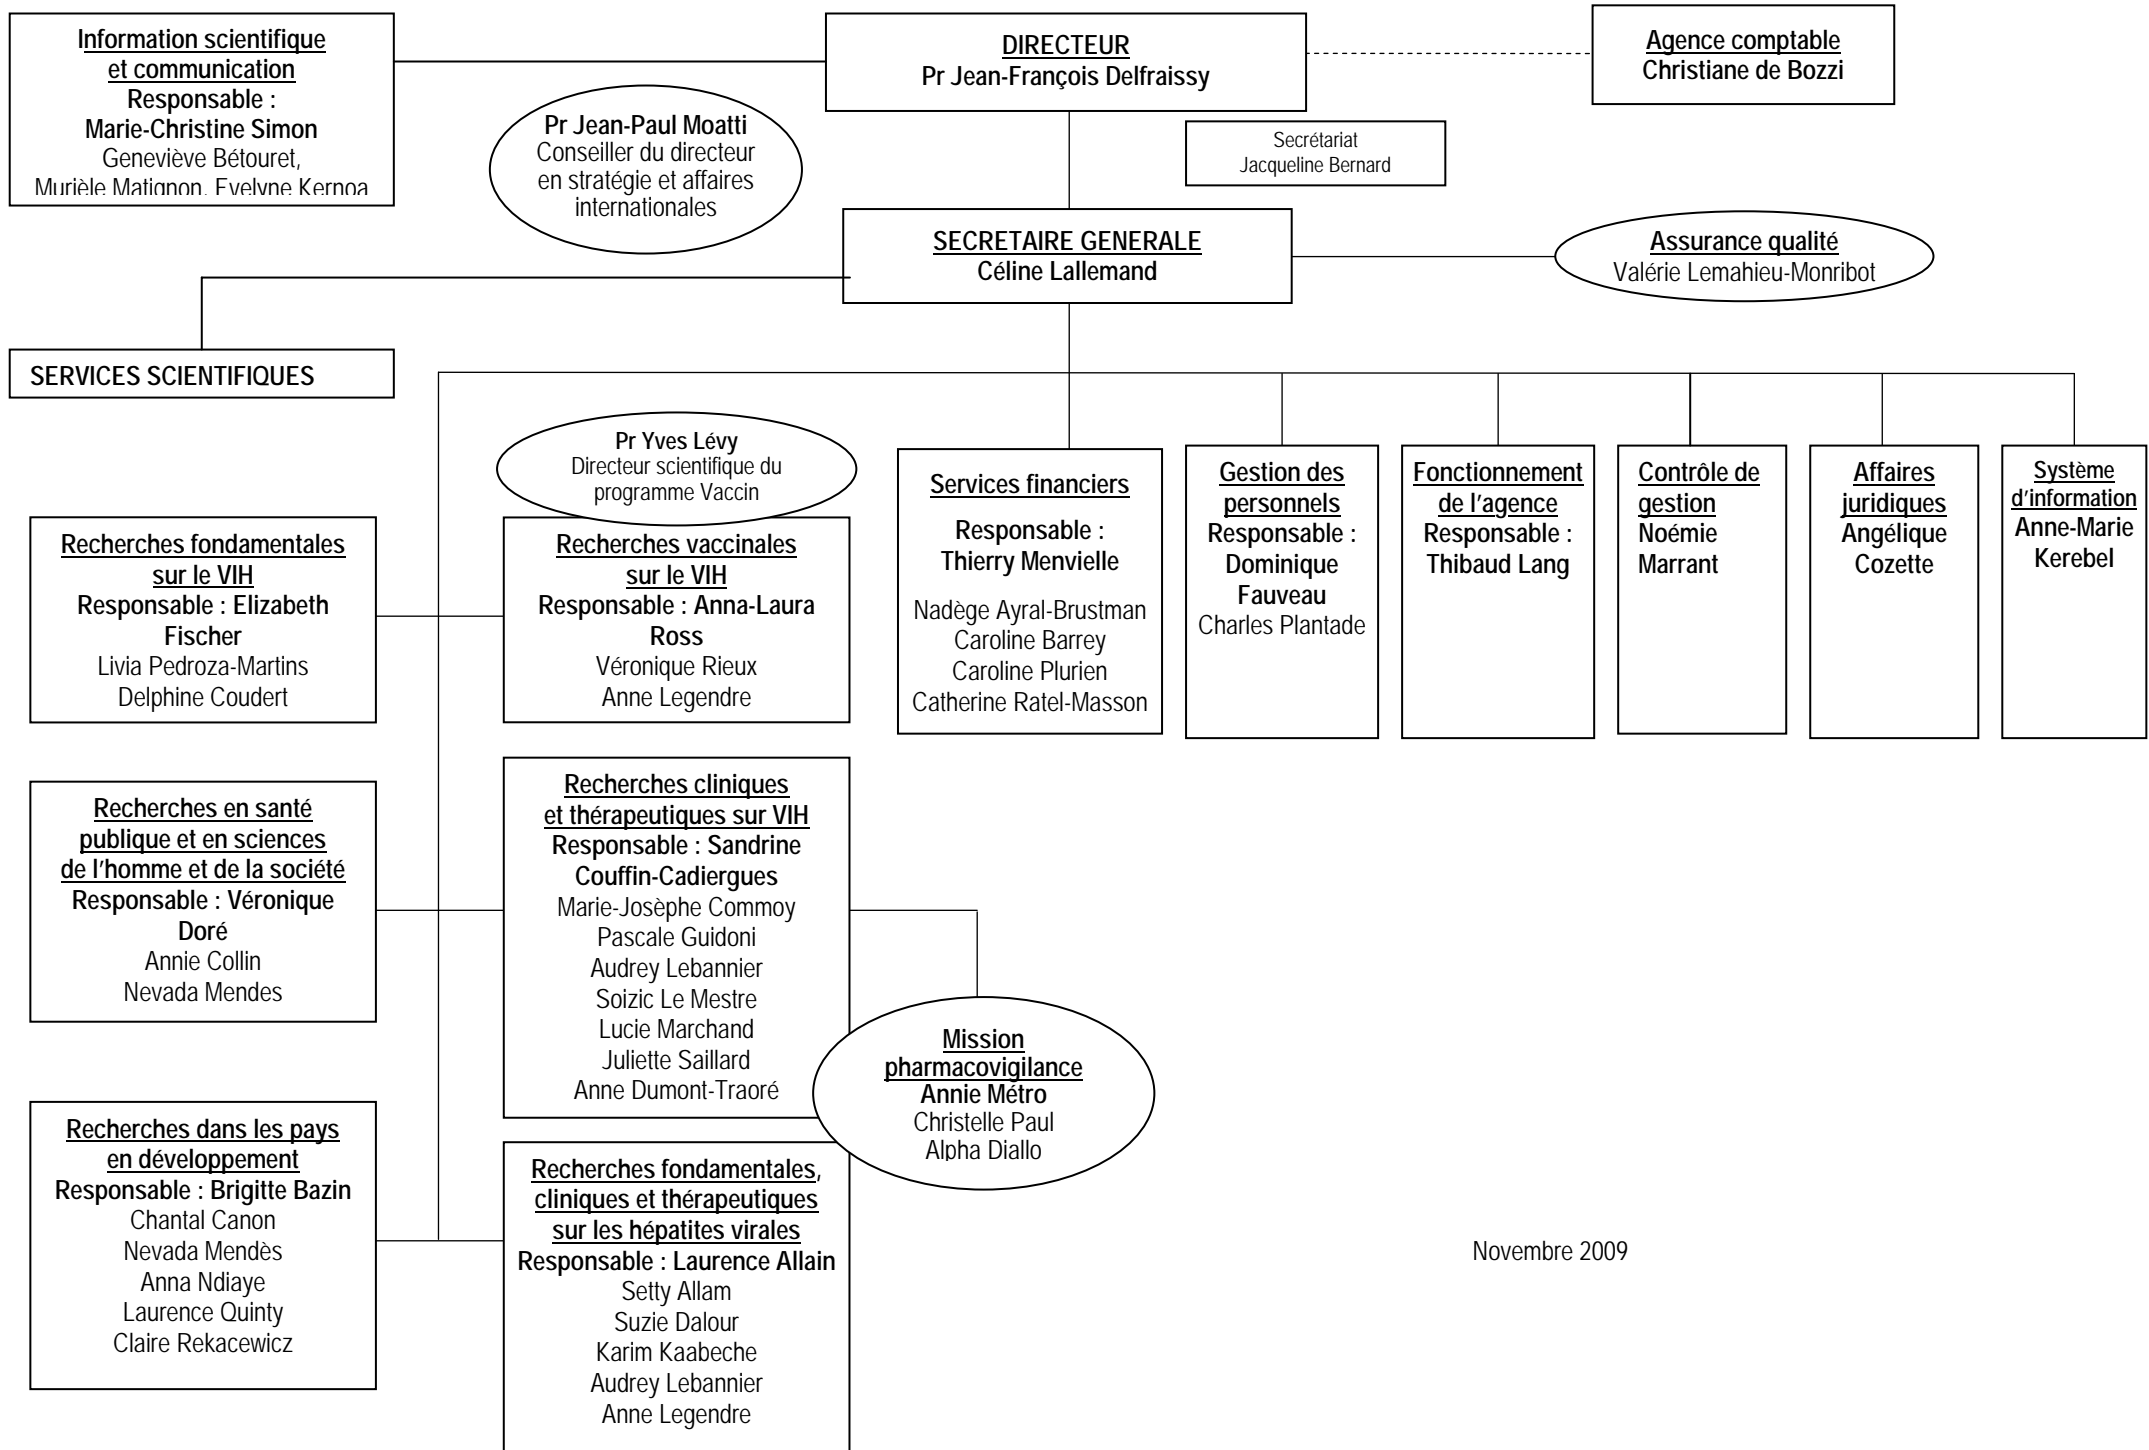 Information scientifique
et communication
Responsable :
Marie-Christine Simon
Geneviève Bétouret,
Murièle Matignon, Evelyne Kernoa
DIRECTEUR
Pr Jean-François Delfraissy
Agence comptable
Christiane de Bozzi
Pr Jean-Paul Moatti
Conseiller du directeur
en stratégie et affaires
internationales
Secrétariat
Jacqueline Bernard
SECRETAIRE GENERALE
Céline Lallemand
Assurance qualité
Valérie Lemahieu-Monribot
SERVICES SCIENTIFIQUES
Pr Yves Lévy
Directeur scientifique du
programme Vaccin
Recherches fondamentales
sur le VIH
Responsable : Elizabeth
Fischer
Livia Pedroza-Martins
Delphine Coudert
Recherches vaccinales
sur le VIH
Responsable : Anna-Laura
Ross
Véronique Rieux
Anne Legendre
Services financiers
Responsable :
Thierry Menvielle
Nadège Ayral-Brustman
Caroline Barrey
Caroline Plurien
Catherine Ratel-Masson
Gestion des
personnels
Responsable :
Dominique
Fauveau
Charles Plantade
Fonctionnement
de l'agence
Responsable :
Thibaud Lang
Contrôle de
gestion
Noémie
Marrant
Affaires
juridiques
Angélique
Cozette
Système
d'information
Anne-Marie
Kerebel
Recherches en santé
publique et en sciences
de l'homme et de la société
Responsable : Véronique
Doré
Annie Collin
Nevada Mendes
Recherches cliniques
et thérapeutiques sur VIH
Responsable : Sandrine
Couffin-Cadiergues
Marie-Josèphe Commoy
Pascale Guidoni
Audrey Lebannier
Soizic Le Mestre
Lucie Marchand
Juliette Saillard
Anne Dumont-Traoré
Mission
pharmacovigilance
Annie Métro
Christelle Paul
Alpha Diallo
Recherches dans les pays
en développement
Responsable : Brigitte Bazin
Chantal Canon
Nevada Mendès
Anna Ndiaye
Laurence Quinty
Claire Rekacewicz
Recherches fondamentales,
cliniques et thérapeutiques
sur les hépatites virales
Responsable : Laurence Allain
Setty Allam
Suzie Dalour
Karim Kaabeche
Audrey Lebannier
Anne Legendre
Novembre 2009